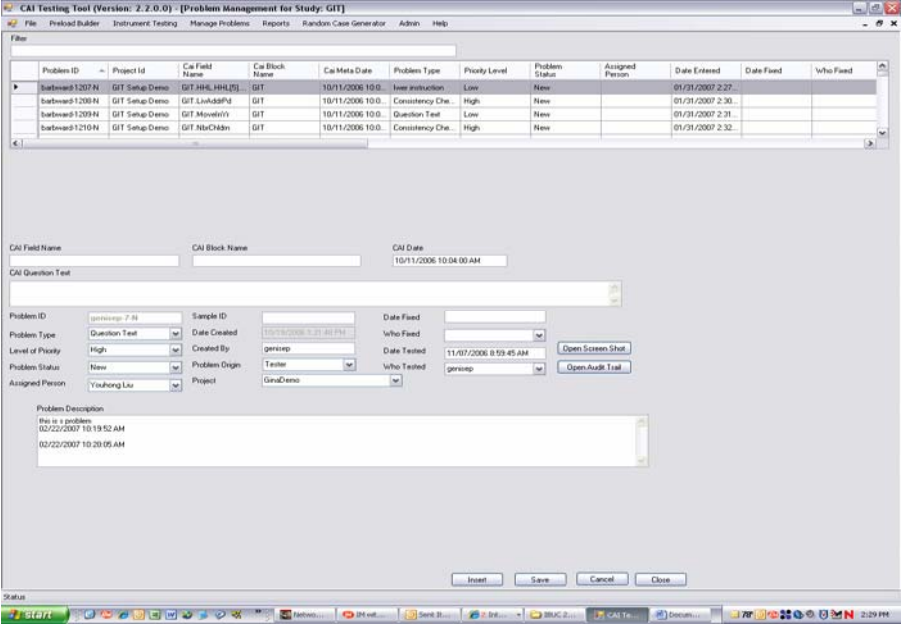 CAI Testing Tool (Version: 2.2.0.0) - [Problem Management for Study: GIT]
File Preload Builder Instrument Testing Manage Problems Reports Random Case Generator Admin Help
Filter
Problem ID Project Id Cai Field Name Cai Block Name Cai Meta Date Problem Type Priority Level Problem Status Assigned Person Date Entered Date Fixed Who Fixed
barbward-1207-N GIT Setup Demo GIT.HHL.HHL[5]... GIT 10/11/2006 10:0... Iwer instruction Low New 01/31/2007 2:27...
barbward-1208-N GIT Setup Demo GIT.LivAddrPd GIT 10/11/2006 10:0... Consistency Che... High New 01/31/2007 2:30...
barbward-1209-N GIT Setup Demo GIT.MoveInYr GIT 10/11/2006 10:0... Question Text Low New 01/31/2007 2:31...
barbward-1210-N GIT Setup Demo GIT.NbrChldrn GIT 10/11/2006 10:0... Consistency Che... High New 01/31/2007 2:32...
CAI Field Name CAI Block Name CAI Date
10/11/2006 10:04:00 AM
CAI Question Text
Problem ID genisep-7-N Sample ID Date Fixed
Problem Type Question Text Date Created Who Fixed
Level of Priority High Created By genisep Date Tested 11/07/2006 8:59:45 AM Open Screen Shot
Problem Status New Problem Origin Tester Who Tested genisep Open Audit Trail
Assigned Person Youhong Liu Project GinaDemo
Problem Description
this is s problem
02/22/2007 10:19:52 AM
02/22/2007 10:20:05 AM
Insert Save Cancel Close
Status
start Netwo... IM out... Sent It... 2 Int... IBUC 2... CAI Te... Docum... 2:29 PM